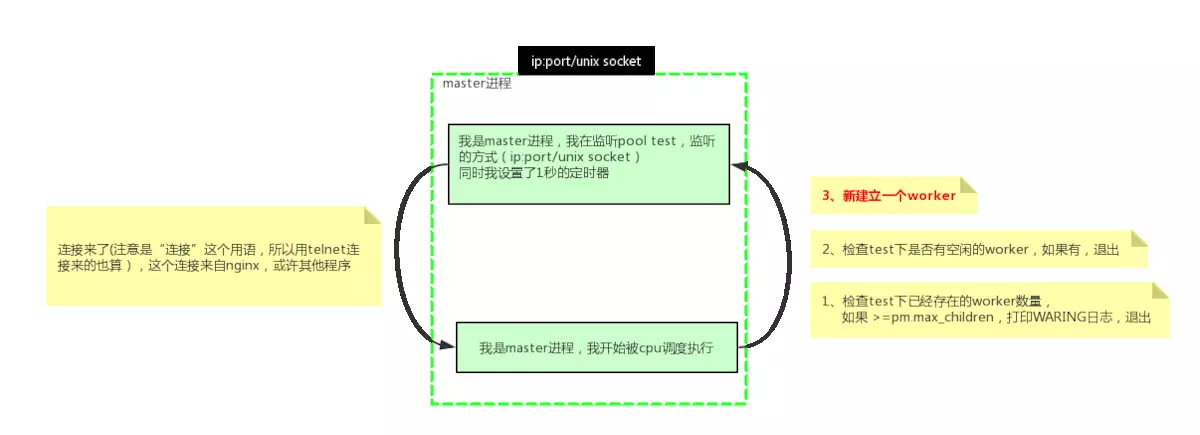 ip:port/unix socket
master进程
我是master进程，我在监听pool test，监听
的方式（ip:port/unix socket）
同时我设置了1秒的定时器
连接来了(注意是“连接”这个用语，所以用telnet连
接来的也算），这个连接来自nginx，或许其他程序
3、新建立一个worker
2、检查test下是否有空闲的worker，如果有，退出
1、检查test下已经存在的worker数量，
如果 >=pm.max_children，打印WARING日志，退出
我是master进程，我开始被cpu调度执行